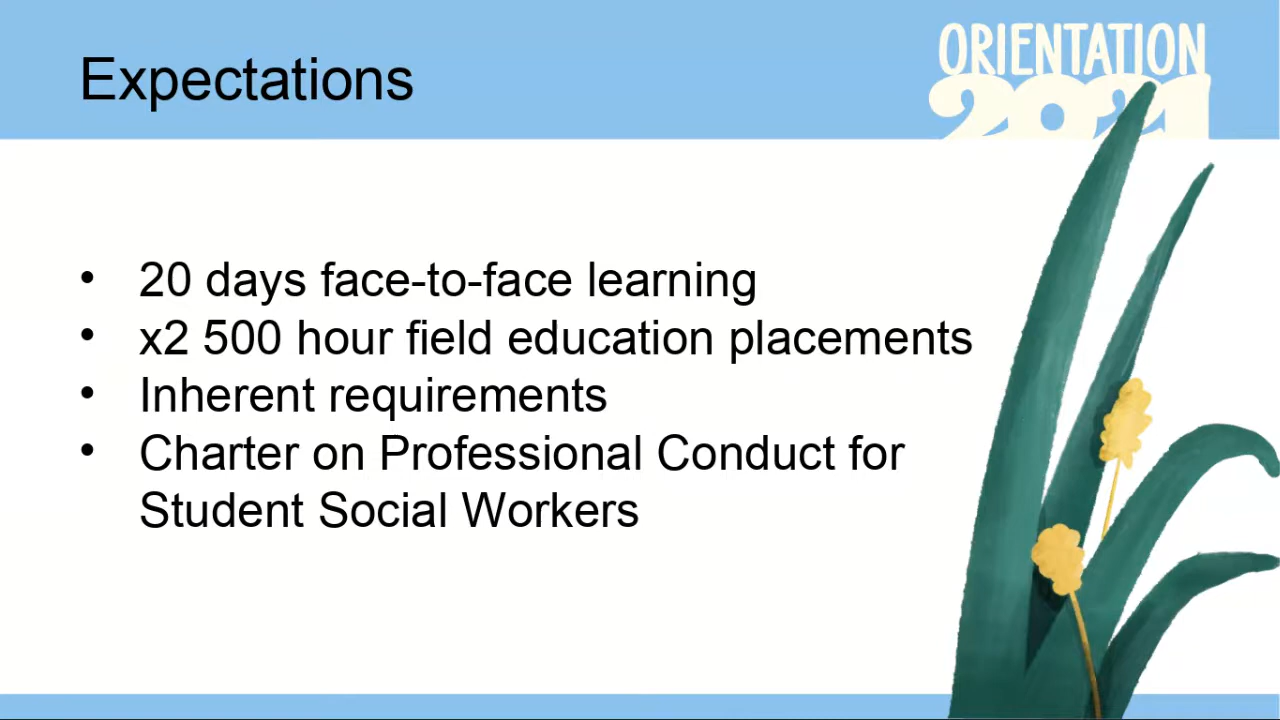 ORIENTATION
2021
Expectations
• 20 days face-to-face learning
• x2 500 hour field education placements
• Inherent requirements
• Charter on Professional Conduct for
Student Social Workers